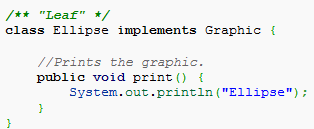 /** "Leaf" */
class Ellipse implements Graphic {
//Prints the graphic.
public void print() {
System.out.println("Ellipse");
}
}